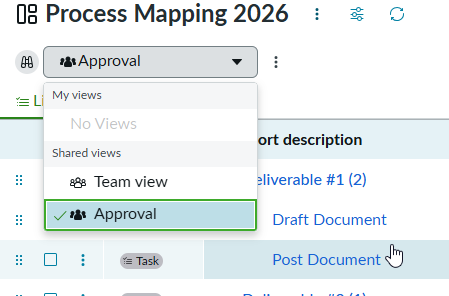 Process Mapping 2026
Approval
My views
No Views
Shared views
Team view
Approval
ort description
eliverable #1 (2)
Draft Document
Task
Post Document